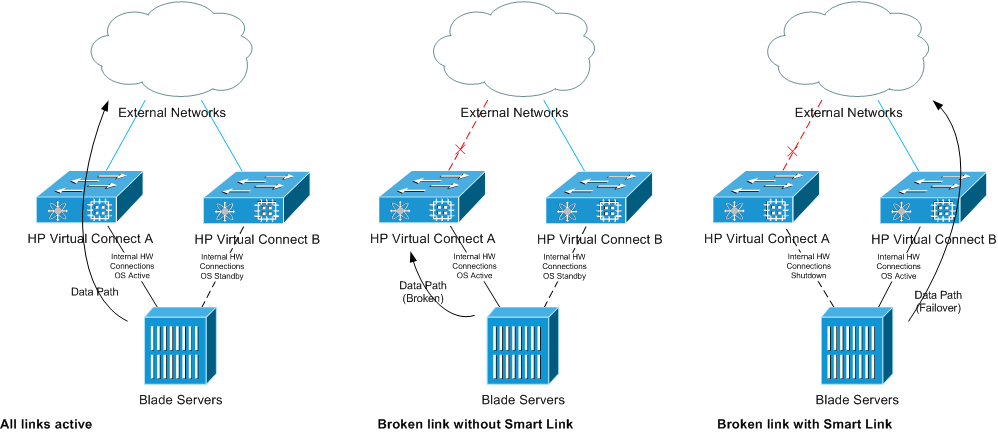 External Networks
HP Virtual Connect A
HP Virtual Connect B
Internal HW
Connections
OS Active
Internal HW
Connections
OS Standby
Data Path
Blade Servers
All links active
External Networks
HP Virtual Connect A
HP Virtual Connect B
Internal HW
Connections
OS Active
Internal HW
Connections
OS Standby
Data Path
(Broken)
Blade Servers
Broken link without Smart Link
External Networks
HP Virtual Connect A
HP Virtual Connect B
Internal HW
Connections
Shutdown
Internal HW
Connections
OS Active
Data Path
(Failover)
Blade Servers
Broken link with Smart Link